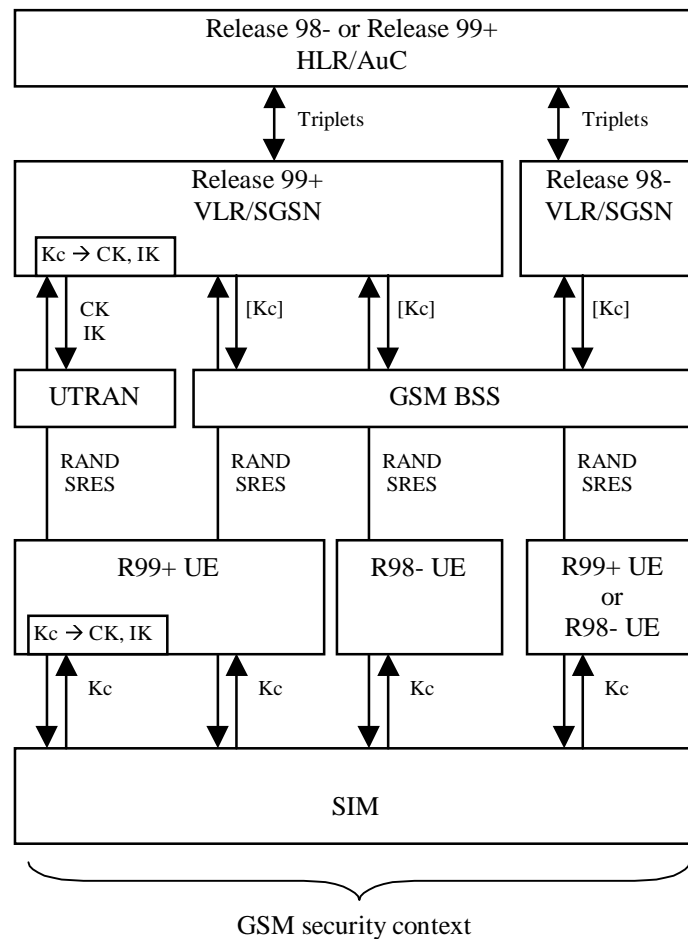 Release 98- or Release 99+
HLR/AuC
Triplets
Triplets
Release 99+
VLR/SGSN
Release 98-
VLR/SGSN
Kc → CK, IK
CK
IK
[Kc]
[Kc]
[Kc]
UTRAN
GSM BSS
RAND
SRES
RAND
SRES
RAND
SRES
RAND
SRES
R99+ UE
R98- UE
R99+ UE
or
R98- UE
Kc → CK, IK
Kc
Kc
Kc
Kc
SIM
GSM security context